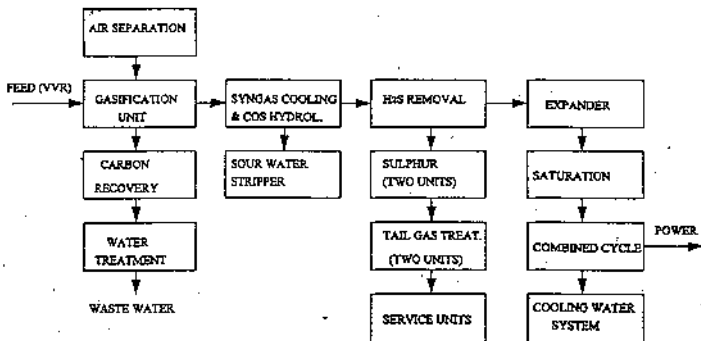 AIR SEPARATION
FEED (VVR)
GASIFICATION
UNIT
SYNGAS COOLING
& COS HYDROL.
H2S REMOVAL
EXPANDER
CARBON
RECOVERY
SOUR WATER
STRIPPER
SULPHUR
(TWO UNITS)
SATURATION
WATER
TREATMENT
TAIL GAS TREAT.
(TWO UNITS)
COMBINED CYCLE
POWER
WASTE WATER
SERVICE UNITS
COOLING WATER
SYSTEM